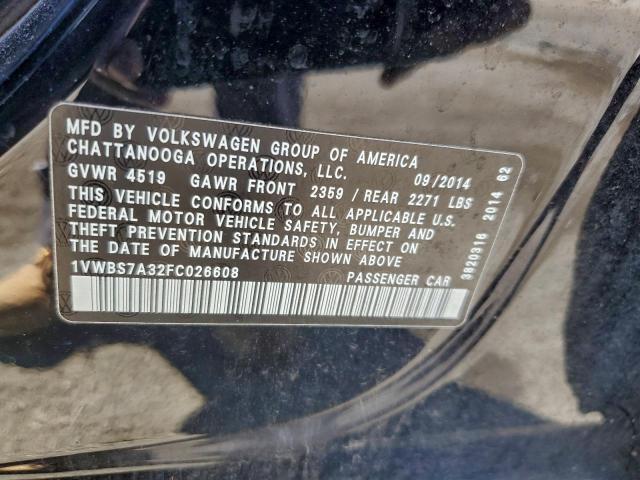 MFD BY VOLKSWAGEN GROUP OF AMERICA
CHATTANOOGA OPERATIONS, LLC. 09/2014
GVWR 4519 GAWR FRONT 2359 / REAR 2271 LBS
THIS VEHICLE CONFORMS TO ALL APPLICABLE U.S.
FEDERAL MOTOR VEHICLE SAFETY, BUMPER AND
THEFT PREVENTION STANDARDS IN EFFECT ON
THE DATE OF MANUFACTURE SHOWN ABOVE
1VWBS7A32FC026608 PASSENGER CAR
3820316 2014 62